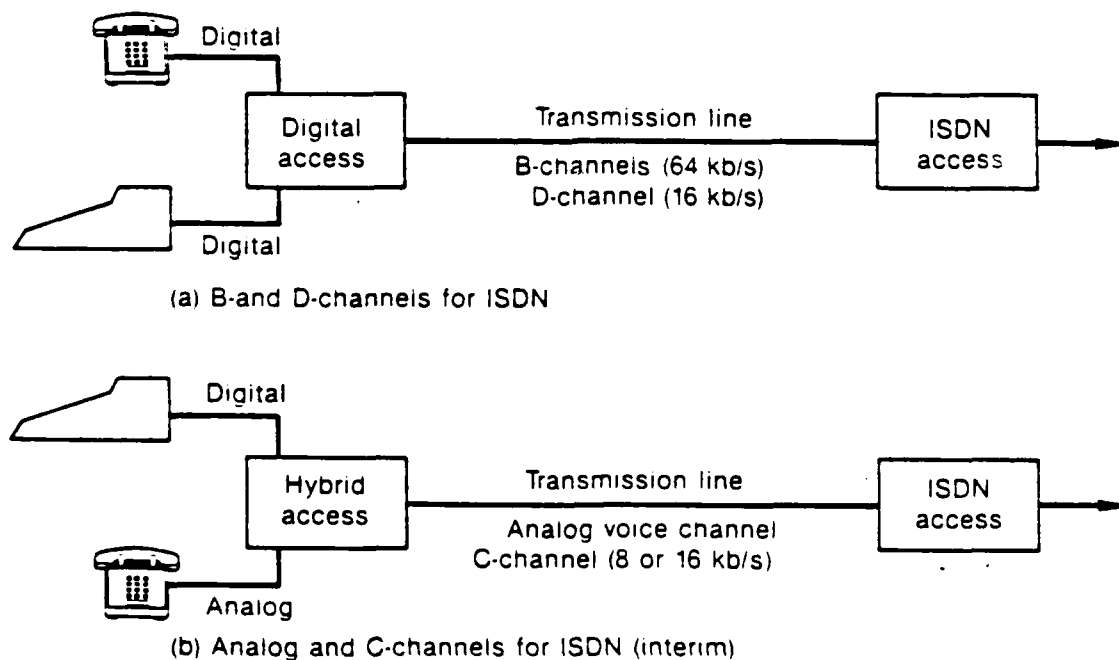 Digital
Digital
access
Transmission line
B-channels (64 kb/s)
D-channel (16 kb/s)
ISDN
access
Digital
(a) B-and D-channels for ISDN
Digital
Hybrid
access
Transmission line
Analog voice channel
C-channel (8 or 16 kb/s)
ISDN
access
Analog
(b) Analog and C-channels for ISDN (interim)